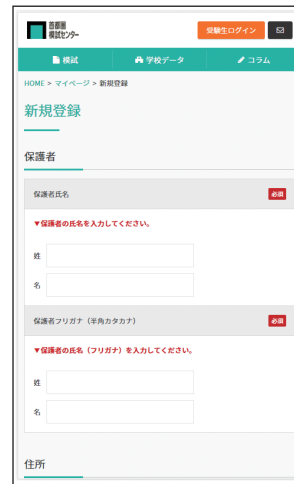 首都圏
模試センター
受験生ログイン
模試
学校データ
コラム
HOME > マイページ > 新規登録
新規登録
保護者
保護者氏名
必須
▼保護者の氏名を入力してください。
姓
名
保護者フリガナ（半角カタカナ）
必須
▼保護者の氏名（フリガナ）を入力してください。
姓
名
住所